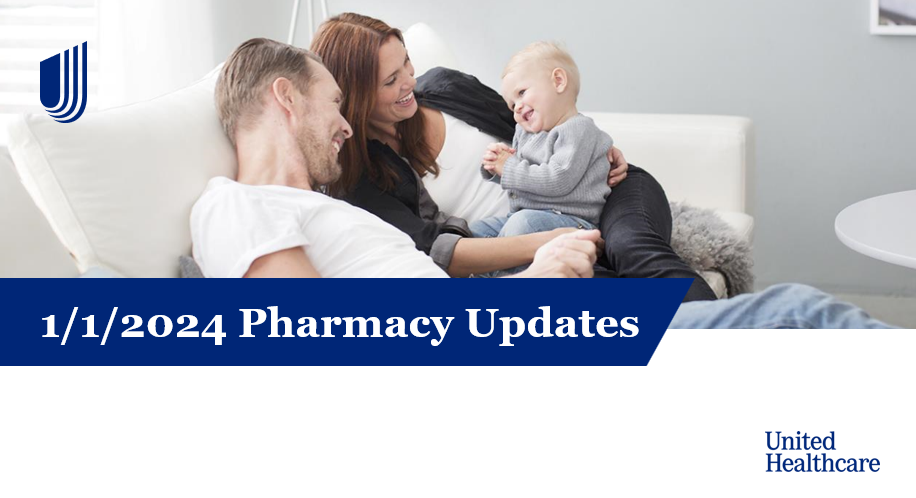 1/1/2024 Pharmacy Updates
United
Healthcare